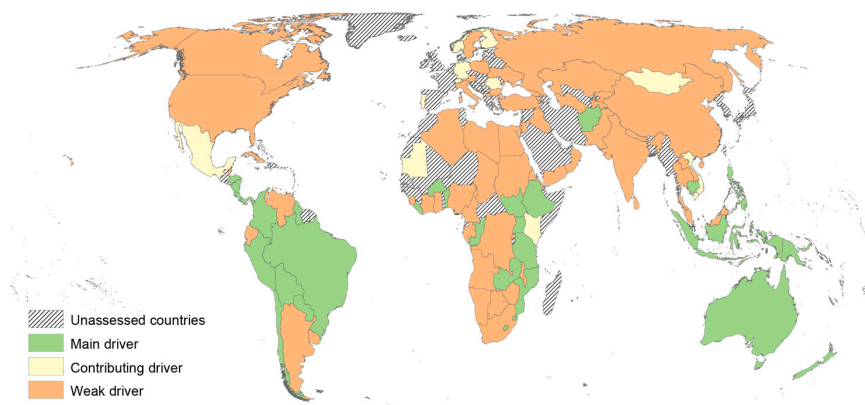 Unassessed countries
Main driver
Contributing driver
Weak driver